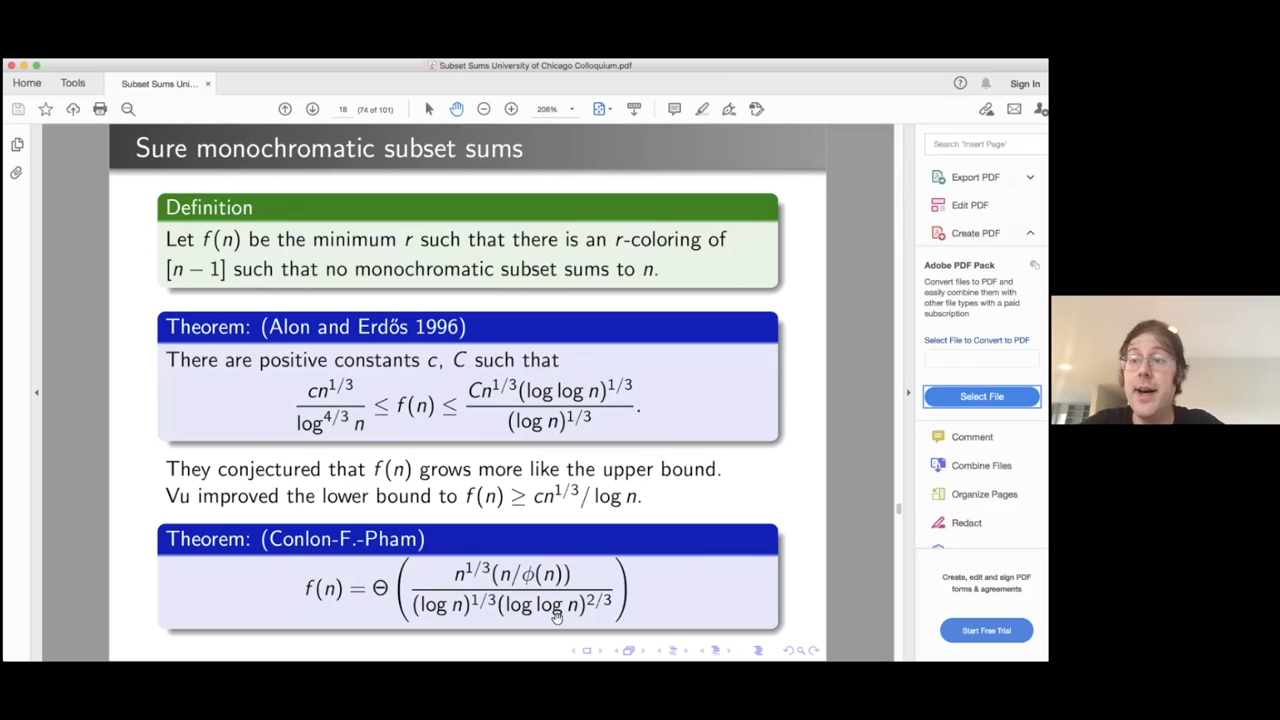 Subset Sums University of Chicago Colloquium.pdf
Home Tools Subset Sums Uni... × Sign In
18 (74 of 101) 208%
Sure monochromatic subset sums
Definition
Let f(n) be the minimum r such that there is an r-coloring of
[n − 1] such that no monochromatic subset sums to n.
Theorem: (Alon and Erdős 1996)
There are positive constants c, C such that
cn^{1/3} / log^{4/3} n ≤ f(n) ≤ Cn^{1/3}(log log n)^{1/3} / (log n)^{1/3}.
They conjectured that f(n) grows more like the upper bound.
Vu improved the lower bound to f(n) ≥ cn^{1/3}/ log n.
Theorem: (Conlon-F.-Pham)
f(n) = Θ ( n^{1/3}(n/ϕ(n)) / (log n)^{1/3}(log log n)^{2/3} )
Search 'Insert Page'
Export PDF
Edit PDF
Create PDF
Adobe PDF Pack
Convert files to PDF and
easily combine them with
other file types with a paid
subscription
Select File to Convert to PDF
Select File
Comment
Combine Files
Organize Pages
Redact
Create, edit and sign PDF
forms & agreements
Start Free Trial